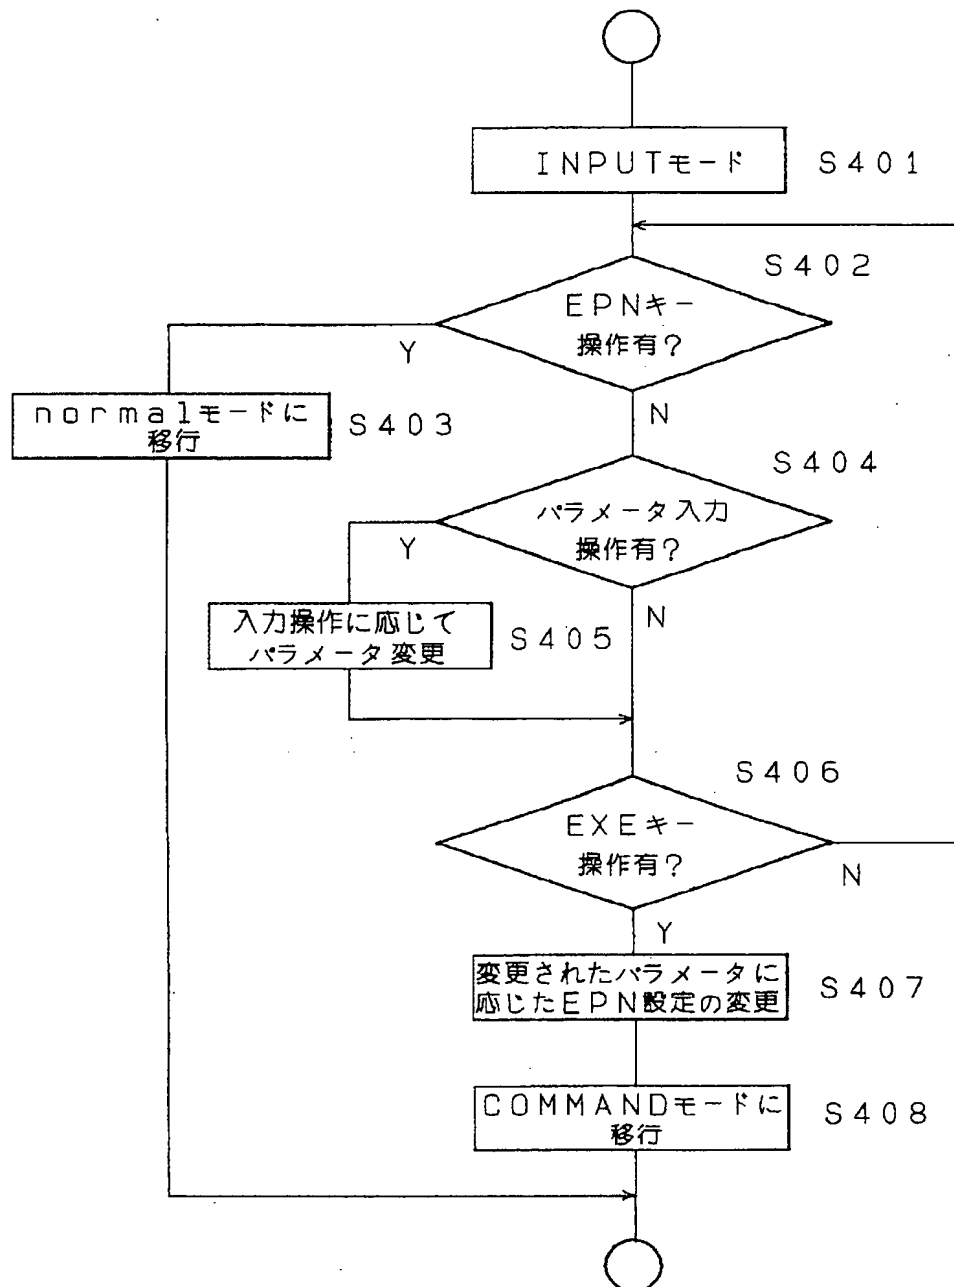 INPUTモード
S401
S402
EPNキー
操作有?
Y
N
normalモードに
移行
S403
S404
パラメータ入力
操作有?
Y
N
入力操作に応じて
パラメータ変更
S405
S406
EXEキー
操作有?
N
Y
変更されたパラメータに
応じたEPN設定の変更
S407
COMMANDモードに
移行
S408